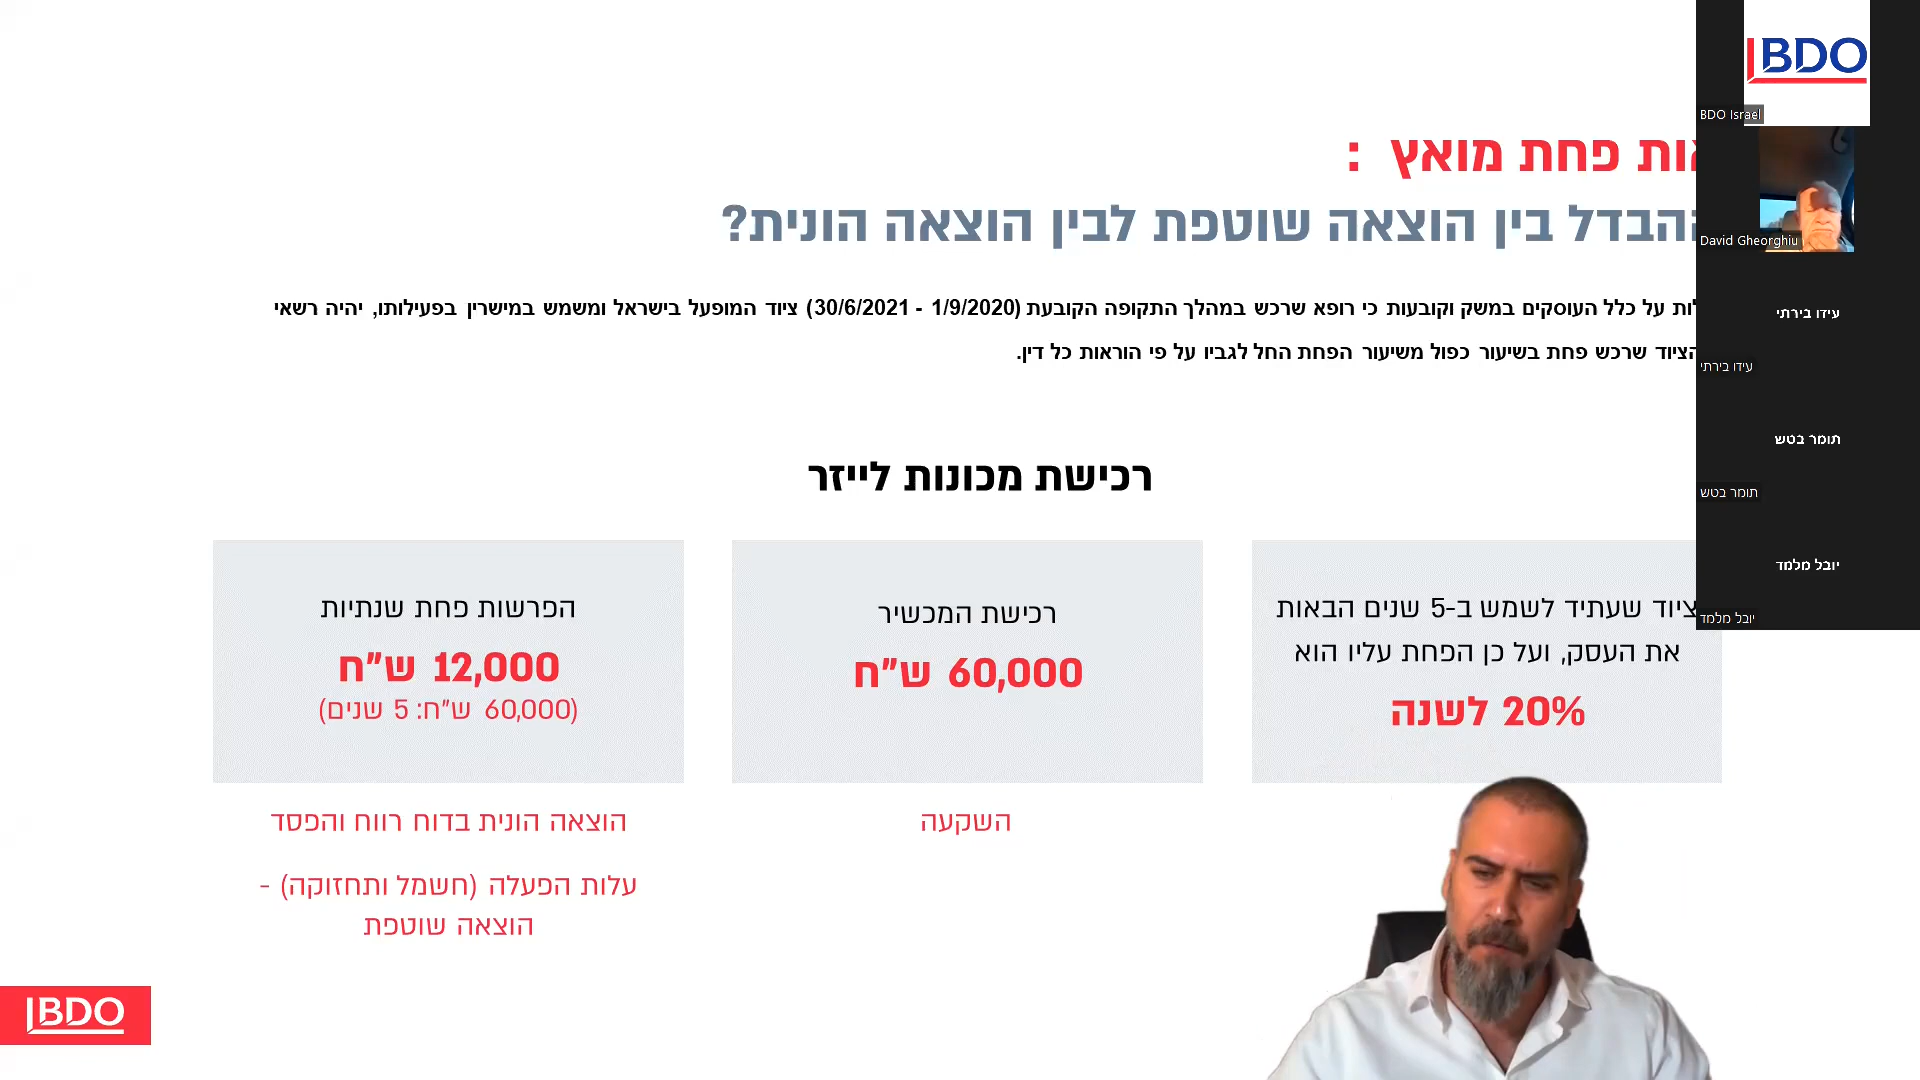 פחת מואץ :
בין הוצאה שוטפת לבין הוצאה הונית?
על כלל העוסקים במשק וקובעות כי רופא שרכש במהלך התקופה הקובעת (1/9/2020 - 30/6/2021) ציוד המופעל בישראל ומשמש במישרין בפעילותו, יהיה רשאי
הציוד שרכש פחת בשיעור כפול משיעור הפחת החל לגביו על פי הוראות כל דין.
רכישת מכונות לייזר
ציוד שעתיד לשמש ב-5 שנים הבאות
את העסק, ועל כן הפחת עליו הוא
20% לשנה
רכישת המכשיר
60,000 ש"ח
השקעה
הפרשות פחת שנתיות
12,000 ש"ח
(60,000 ש"ח: 5 שנים)
הוצאה הונית בדוח רווח והפסד
עלות הפעלה (חשמל ותחזוקה) -
הוצאה שוטפת
BDO
BDO
BDO Israel
David Gheorghiu
עידו בירתי
עידו בירתי
תומר בטש
תומר בטש
יובל מלמד
יובל מלמד